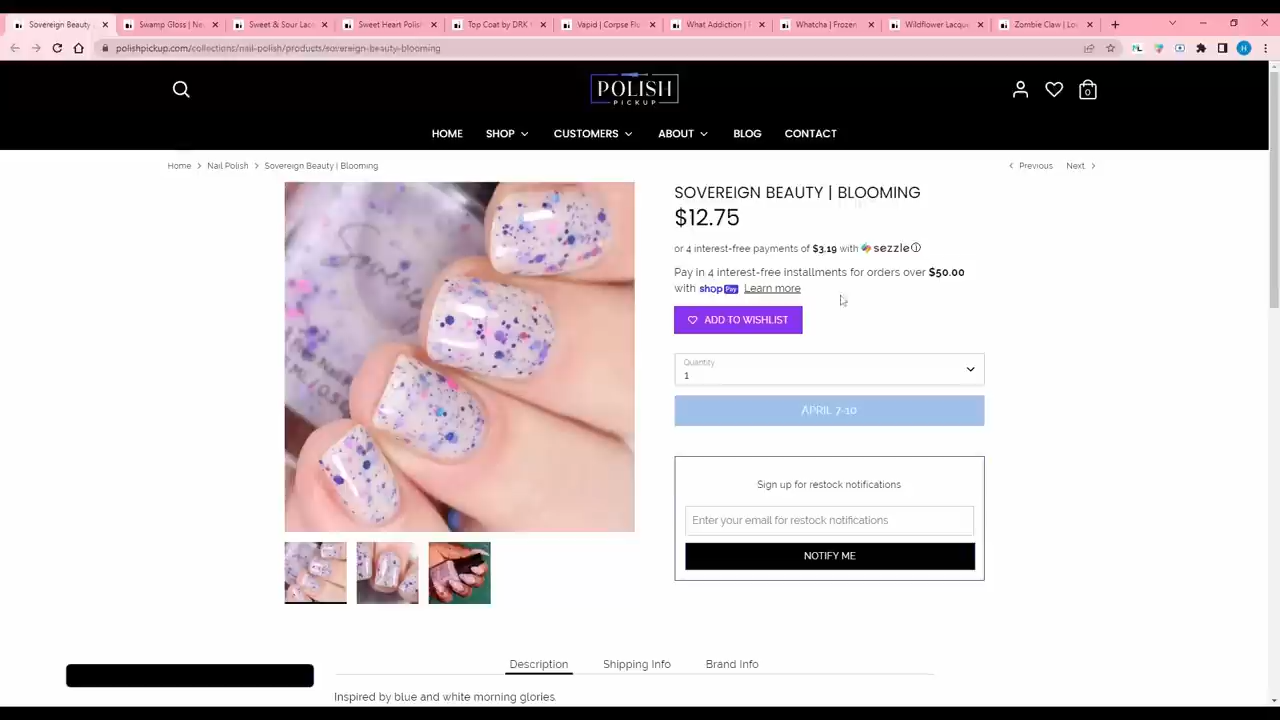 Sovereign Beauty
Swamp Gloss | Ne
Sweet & Sour Lac
Sweet Heart Polis
Top Coat by DRK
Vapid | Corpse Fl
What Addiction |
Whatcha | Frozen
Wildflower Lacque
Zombie Claw | Lo
polishpickup.com/collections/nail-polish/products/sovereign-beauty-blooming
H
POLISH
PICKUP
0
HOME SHOP CUSTOMERS ABOUT BLOG CONTACT
Home > Nail Polish > Sovereign Beauty | Blooming
< Previous Next >
SOVEREIGN BEAUTY | BLOOMING
$12.75
or 4 interest-free payments of $3.19 with sezzle
Pay in 4 interest-free installments for orders over $50.00
with shop Pay Learn more
ADD TO WISHLIST
Quantity
1
APRIL 7-10
Sign up for restock notifications
Enter your email for restock notifications
NOTIFY ME
Description Shipping Info Brand Info
Inspired by blue and white morning glories.